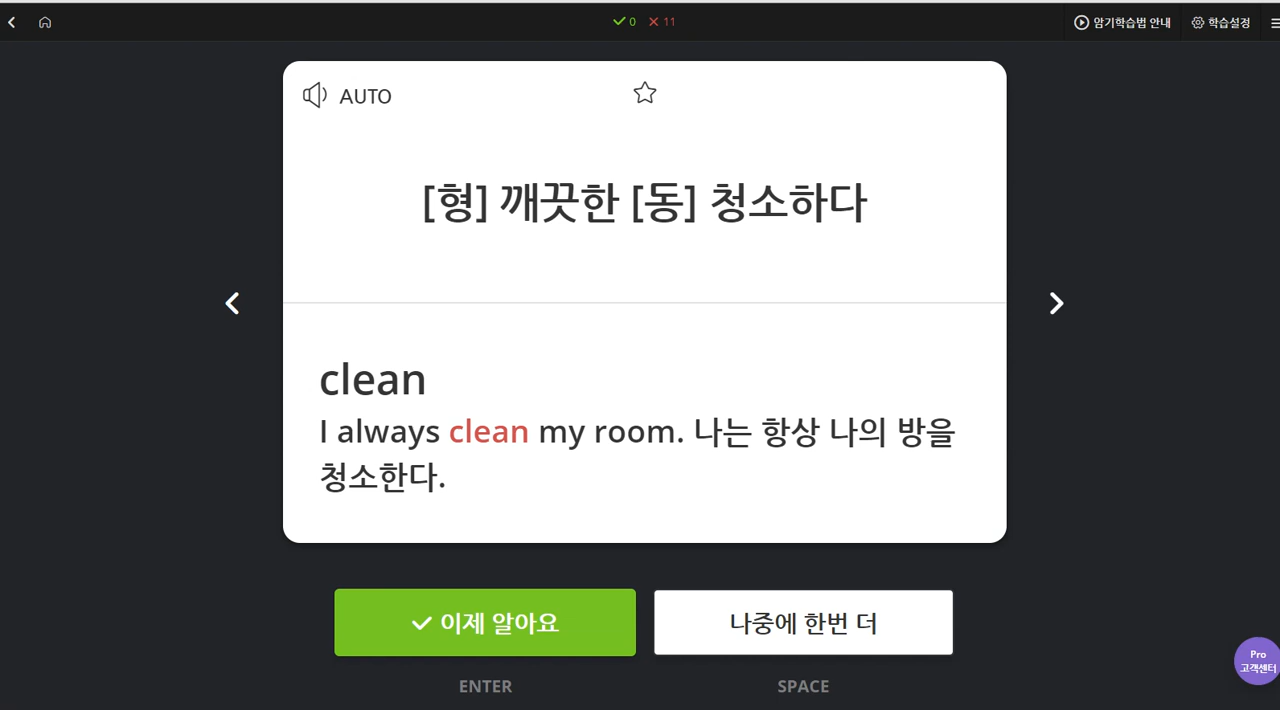 0 11 암기학습법 안내 학습설정
AUTO
[형] 깨끗한 [동] 청소하다
clean
I always clean my room. 나는 항상 나의 방을
청소한다.
이제 알아요 나중에 한번 더
ENTER SPACE
Pro
고객센터